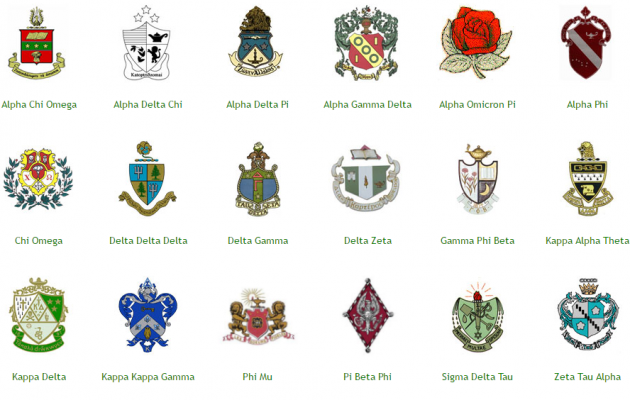 Alpha Chi Omega
Alpha Delta Chi
Alpha Delta Pi
Alpha Gamma Delta
Alpha Omicron Pi
Alpha Phi
Chi Omega
Delta Delta Delta
Delta Gamma
Delta Zeta
Gamma Phi Beta
Kappa Alpha Theta
Kappa Delta
Kappa Kappa Gamma
Phi Mu
Pi Beta Phi
Sigma Delta Tau
Zeta Tau Alpha